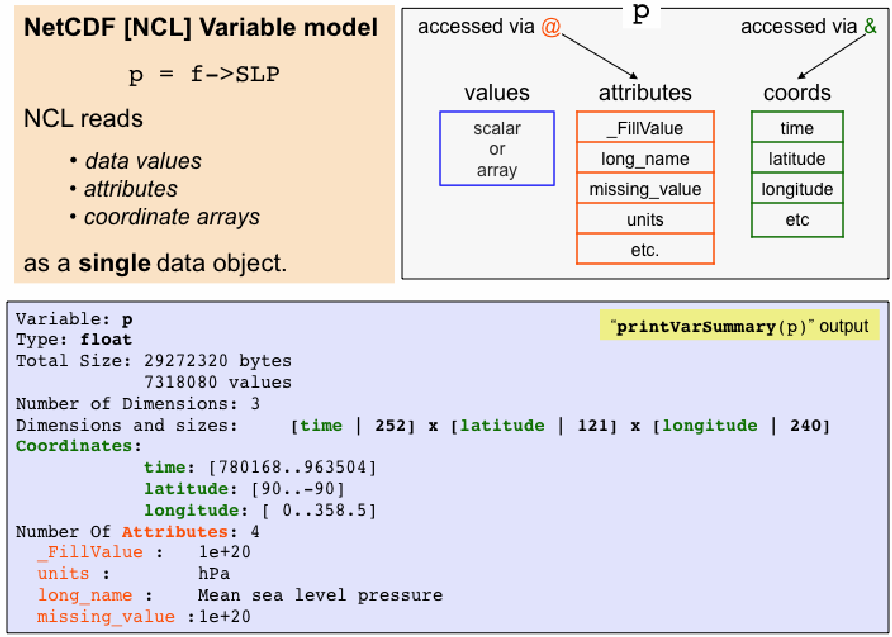 NetCDF [NCL] Variable model
p = f->SLP
NCL reads
• data values
• attributes
• coordinate arrays
as a single data object.
p
accessed via @
accessed via &
values
attributes
coords
scalar
or
array
_FillValue
long_name
missing_value
units
etc.
time
latitude
longitude
etc
"printVarSummary(p)" output
Variable: p
Type: float
Total Size: 29272320 bytes
7318080 values
Number of Dimensions: 3
Dimensions and sizes: [time | 252] x [latitude | 121] x [longitude | 240]
Coordinates:
time: [780168..963504]
latitude: [90..-90]
longitude: [ 0..358.5]
Number Of Attributes: 4
_FillValue : 1e+20
units : hPa
long_name : Mean sea level pressure
missing_value :1e+20